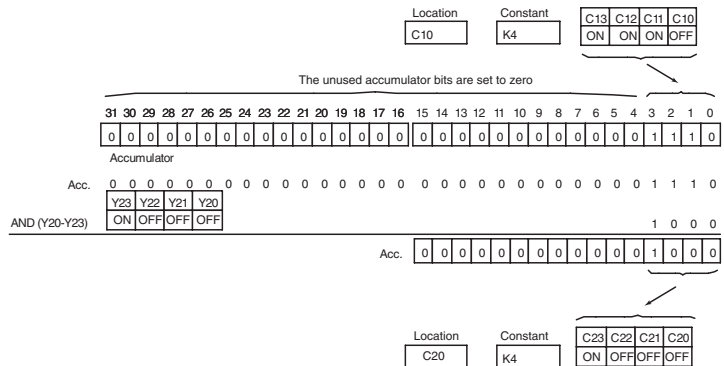 Location Constant C13 C12 C11 C10
C10 K4 ON ON ON OFF
The unused accumulator bits are set to zero
31 30 29 28 27 26 25 24 23 22 21 20 19 18 17 16 15 14 13 12 11 10 9 8 7 6 5 4 3 2 1 0
0 0 0 0 0 0 0 0 0 0 0 0 0 0 0 0 0 0 0 0 0 0 0 0 0 0 0 0 1 1 1 0
Accumulator
Acc. 0 0 0 0 0 0 0 0 0 0 0 0 0 0 0 0 0 0 0 0 0 0 0 0 0 0 0 0 1 1 1 0
Y23 Y22 Y21 Y20
AND (Y20-Y23) ON OFF OFF OFF 1 0 0 0
Acc. 0 0 0 0 0 0 0 0 0 0 0 0 1 0 0 0
Location Constant C23 C22 C21 C20
C20 K4 ON OFF OFF OFF